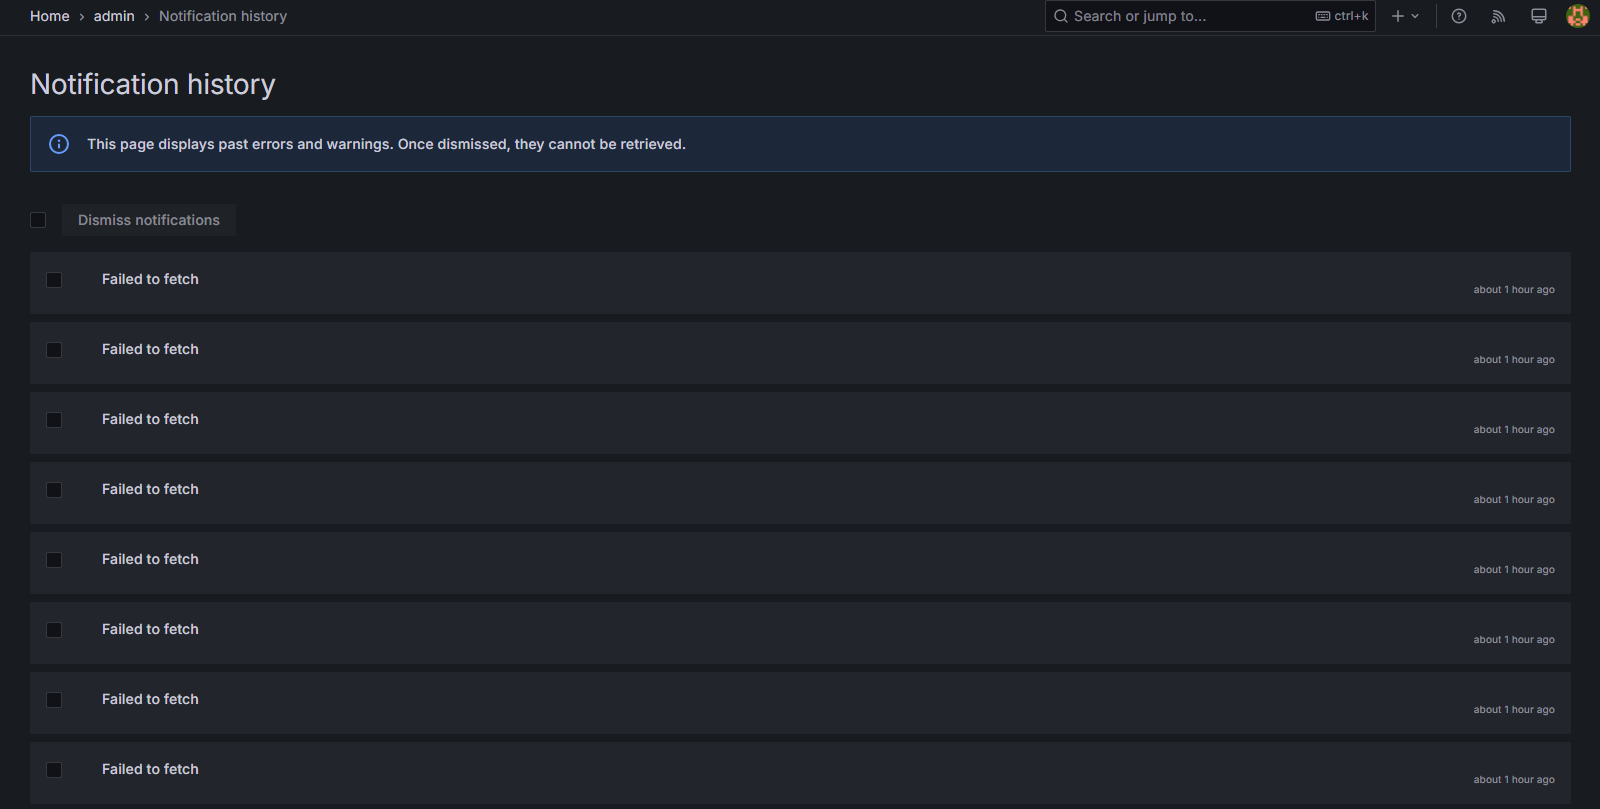 Home › admin › Notification history
Search or jump to... ctrl+k
Notification history
This page displays past errors and warnings. Once dismissed, they cannot be retrieved.
Dismiss notifications
Failed to fetch
about 1 hour ago
Failed to fetch
about 1 hour ago
Failed to fetch
about 1 hour ago
Failed to fetch
about 1 hour ago
Failed to fetch
about 1 hour ago
Failed to fetch
about 1 hour ago
Failed to fetch
about 1 hour ago
Failed to fetch
about 1 hour ago